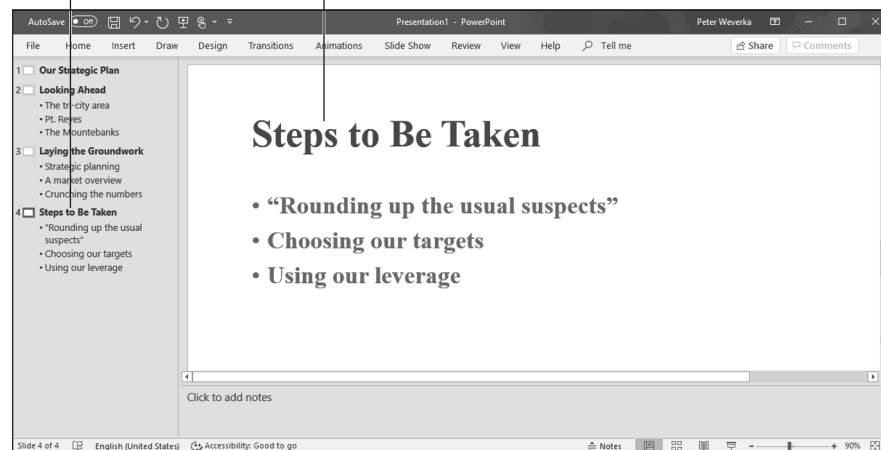 AutoSave Off Presentation1 - PowerPoint Peter Weverka
File Home Insert Draw Design Transitions Animations Slide Show Review View Help Tell me Share Comments
1 Our Strategic Plan
2 Looking Ahead
• The tri-city area
• Pt. Reyes
• The Mountebanks
3 Laying the Groundwork
• Strategic planning
• A market overview
• Crunching the numbers
4 Steps to Be Taken
• "Rounding up the usual
suspects"
• Choosing our targets
• Using our leverage
Steps to Be Taken
• “Rounding up the usual suspects”
• Choosing our targets
• Using our leverage
Click to add notes
Slide 4 of 4 English (United States) Accessibility: Good to go Notes 90%